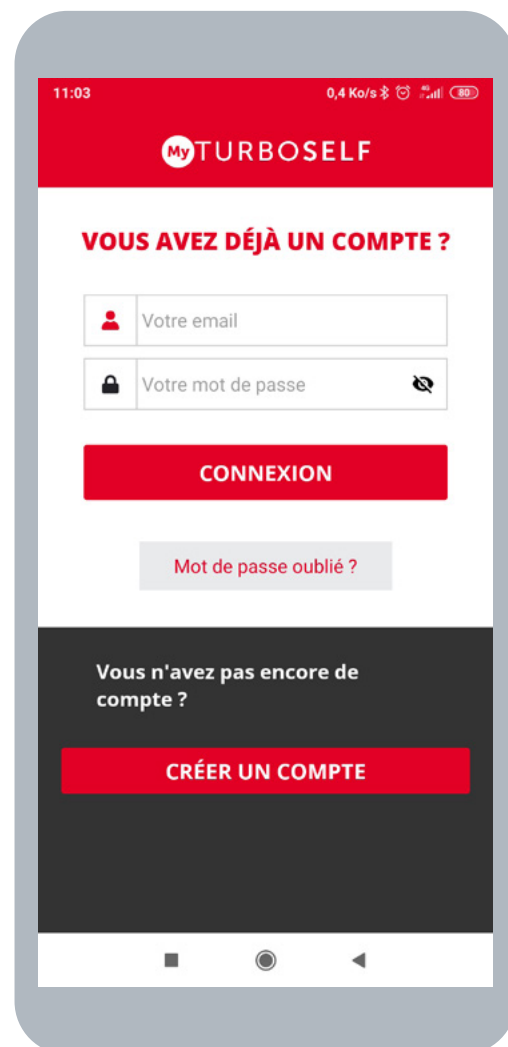 11:03 0,4 Ko/s 4G 80
My TURBOSELF
VOUS AVEZ DÉJÀ UN COMPTE ?
Votre email
Votre mot de passe
CONNEXION
Mot de passe oublié ?
Vous n'avez pas encore de
compte ?
CRÉER UN COMPTE